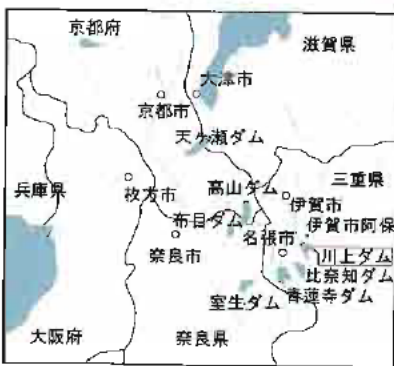 京都府
滋賀県
大津市
京都市
天ヶ瀬ダム
高山ダム
三重県
兵庫県
枚方市
伊賀市
布目ダム
伊賀市阿保
名張市
奈良市
川上ダム
比奈知ダム
室生ダム
青蓮寺ダム
大阪府
奈良県